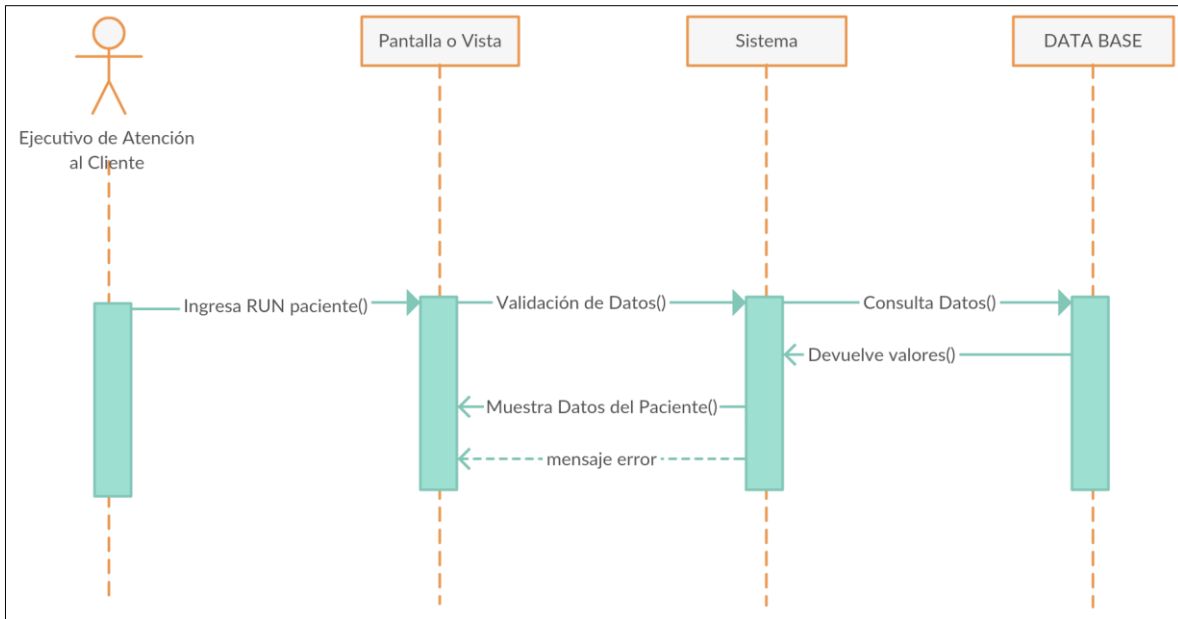 Pantalla o Vista
Sistema
DATA BASE
Ejecutivo de Atención
al Cliente
Ingresa RUN paciente()
Validación de Datos()
Consulta Datos()
Devuelve valores()
Muestra Datos del Paciente()
mensaje error